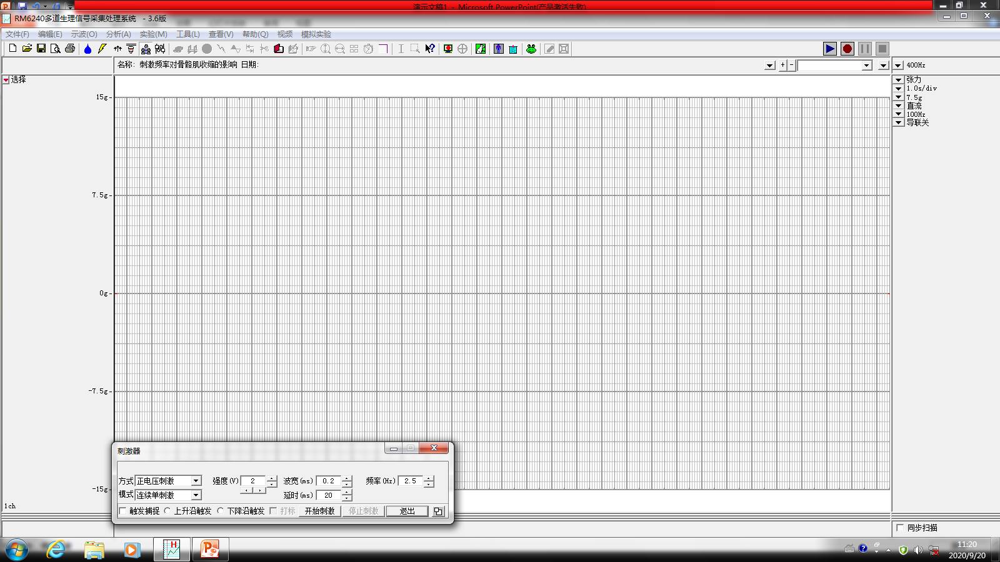 演示文稿1 - Microsoft PowerPoint(产品激活失败)
RM6240多道生理信号采集处理系统 - 3.6版
文件(F) 编辑(E) 示波(O) 分析(A) 实验(M) 工具(L) 查看(V) 帮助(Q) 视频 模拟实验
名称: 刺激频率对骨骼肌收缩的影响 日期:
+ -
400Hz
选择
张力
1.0s/div
7.5g
直流
100Hz
导联关
15g
7.5g
0g
-7.5g
-15g
1ch
刺激器
方式 正电压刺激 强度(V) 2 波宽(ms) 0.2 频率(Hz) 2.5
模式 连续单刺激 延时(ms) 20
触发捕捉 上升沿触发 下降沿触发 打标 开始刺激 停止刺激 退出
同步扫描
11:20
2020/9/20